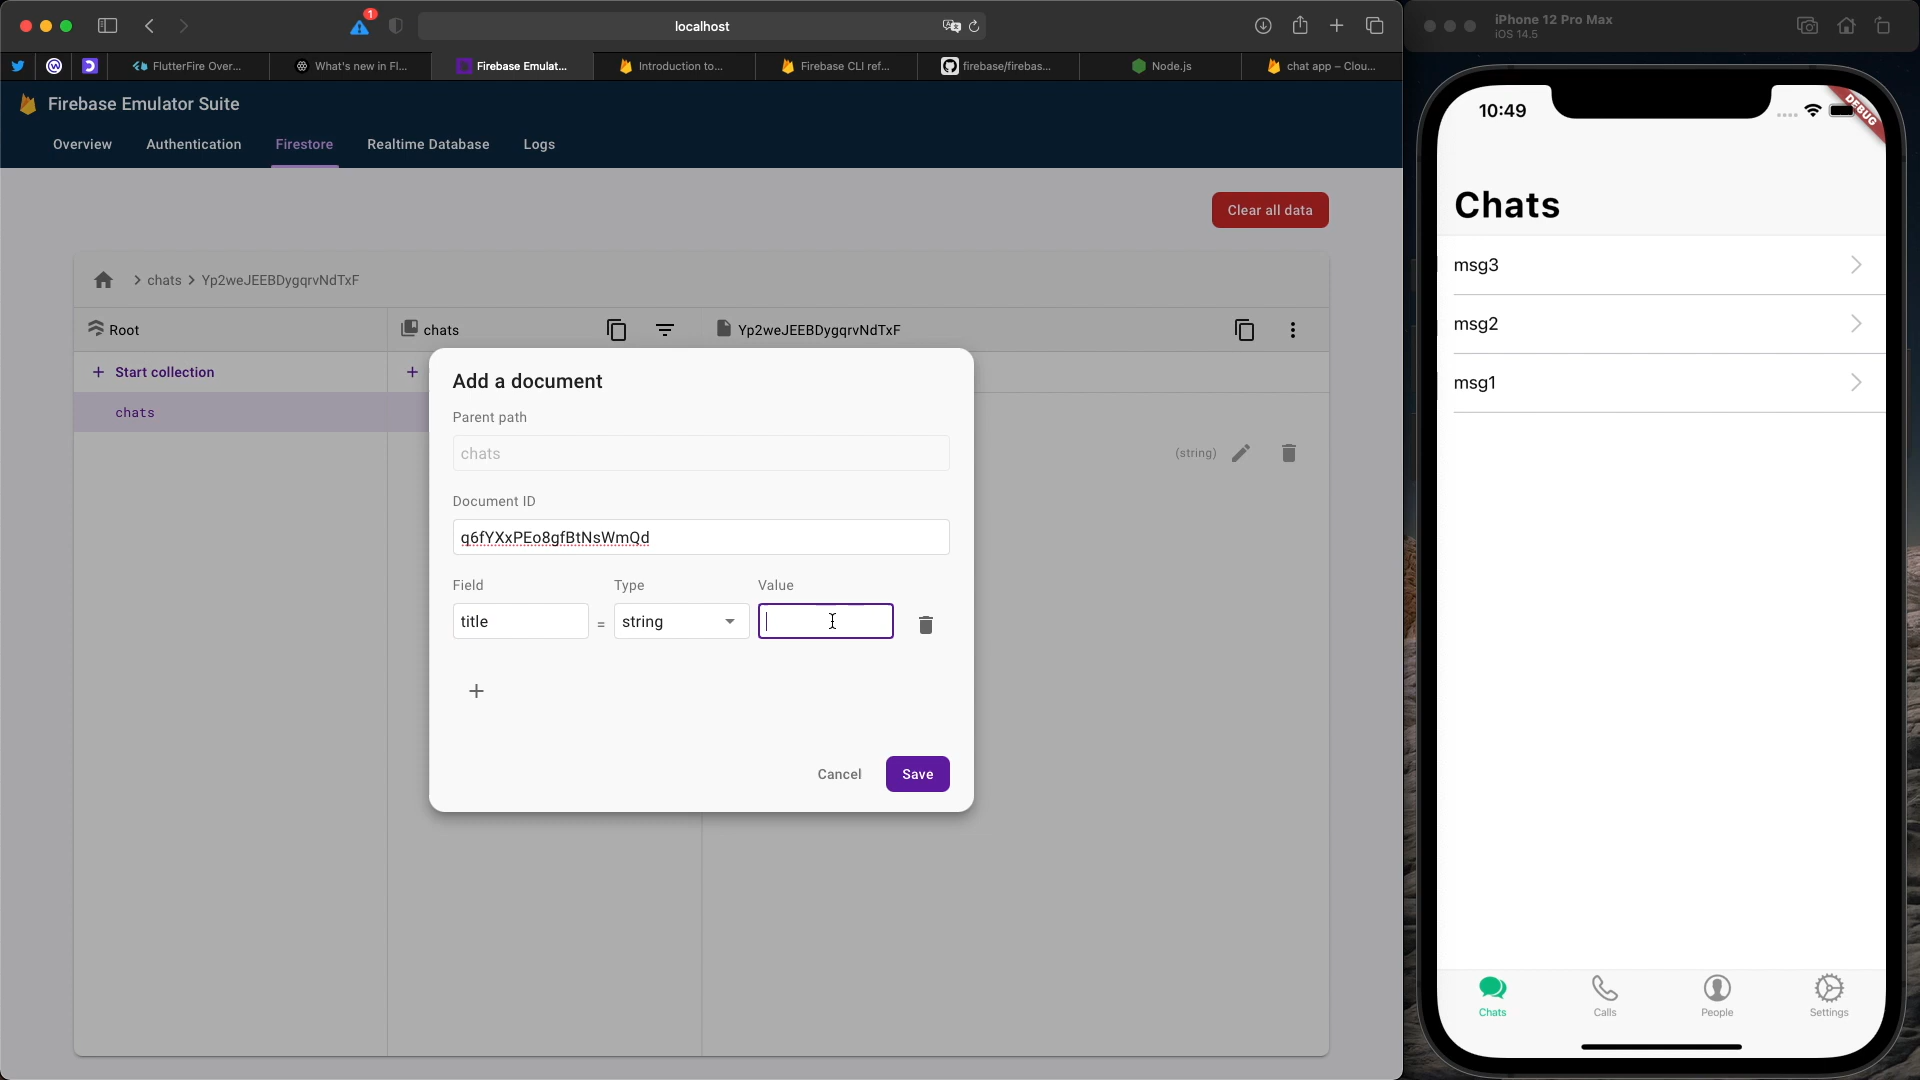 localhost
1
FlutterFire Over...
What's new in Fl...
Firebase Emulat...
Introduction to...
Firebase CLI ref...
firebase/firebas...
Node.js
chat app – Clou...
Firebase Emulator Suite
Overview
Authentication
Firestore
Realtime Database
Logs
Clear all data
chats
Yp2weJEEBDygqrvNdTxF
Root
chats
Yp2weJEEBDygqrvNdTxF
Start collection
chats
(string)
Add a document
Parent path
chats
Document ID
q6fYXxPEo8gfBtNsWmQd
Field
Type
Value
title
=
string
Cancel
Save
iPhone 12 Pro Max
iOS 14.5
10:49
DEBUG
Chats
msg3
msg2
msg1
Chats
Calls
People
Settings